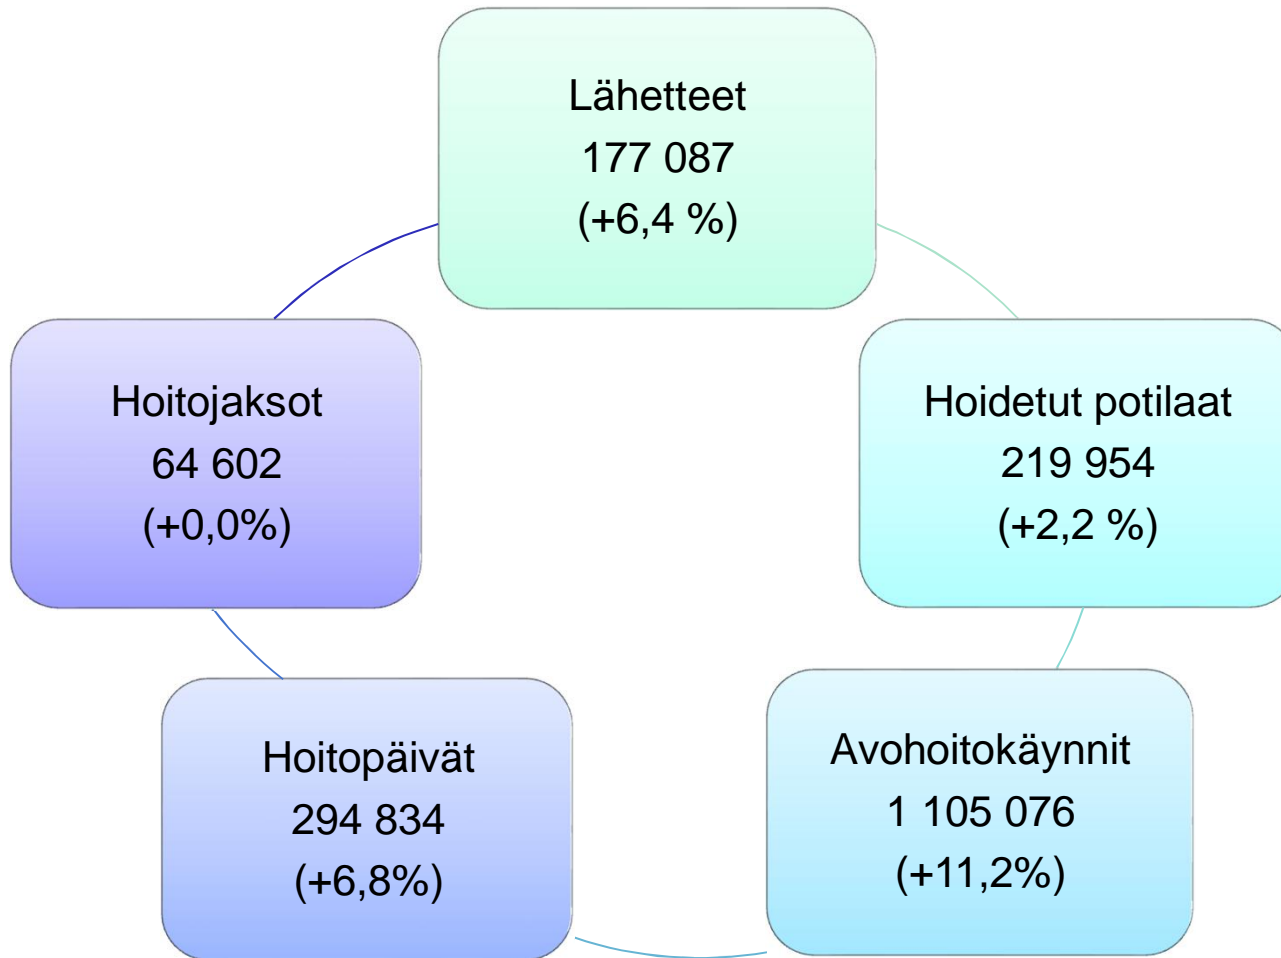 Lähetteet
177 087
(+6,4 %)
Hoitojaksot
64 602
(+0,0%)
Hoidetut potilaat
219 954
(+2,2 %)
Hoitopäivät
294 834
(+6,8%)
Avohoitokäynnit
1 105 076
(+11,2%)